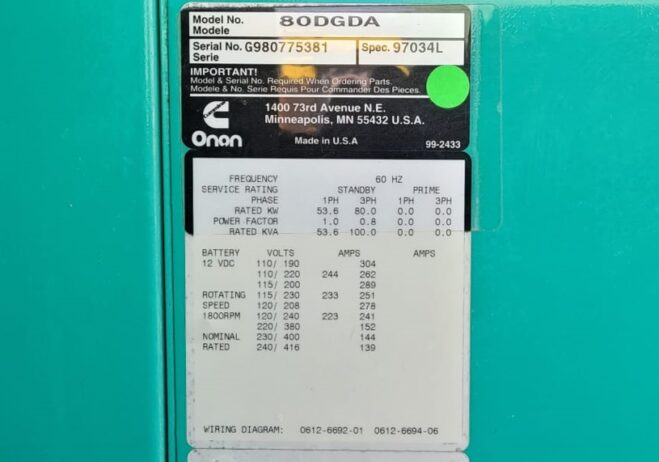 Model No. 80DGDA
Modele
Serial No. G980775381 Spec. 97034L
Serie
IMPORTANT!
Model & Serial No. Required When Ordering Parts.
Modele & No. Serie Requis Pour Commander Des Pieces.
1400 73rd Avenue N.E.
Minneapolis, MN 55432 U.S.A.
Onan
Made in U.S.A
99-2433
FREQUENCY 60 HZ
SERVICE RATING STANDBY PRIME
PHASE 1PH 3PH 1PH 3PH
RATED KW 53.6 80.0 0.0 0.0
POWER FACTOR 1.0 0.8 0.0 0.0
RATED KVA 53.6 100.0 0.0 0.0
BATTERY VOLTS AMPS AMPS
12 VDC 110/ 190 304
110/ 220 244 262
115/ 200 289
ROTATING 115/ 230 233 251
SPEED 120/ 208 278
1800RPM 120/ 240 223 241
220/ 380 152
NOMINAL 230/ 400 144
RATED 240/ 416 139
WIRING DIAGRAM: 0612-6692-01 0612-6694-06